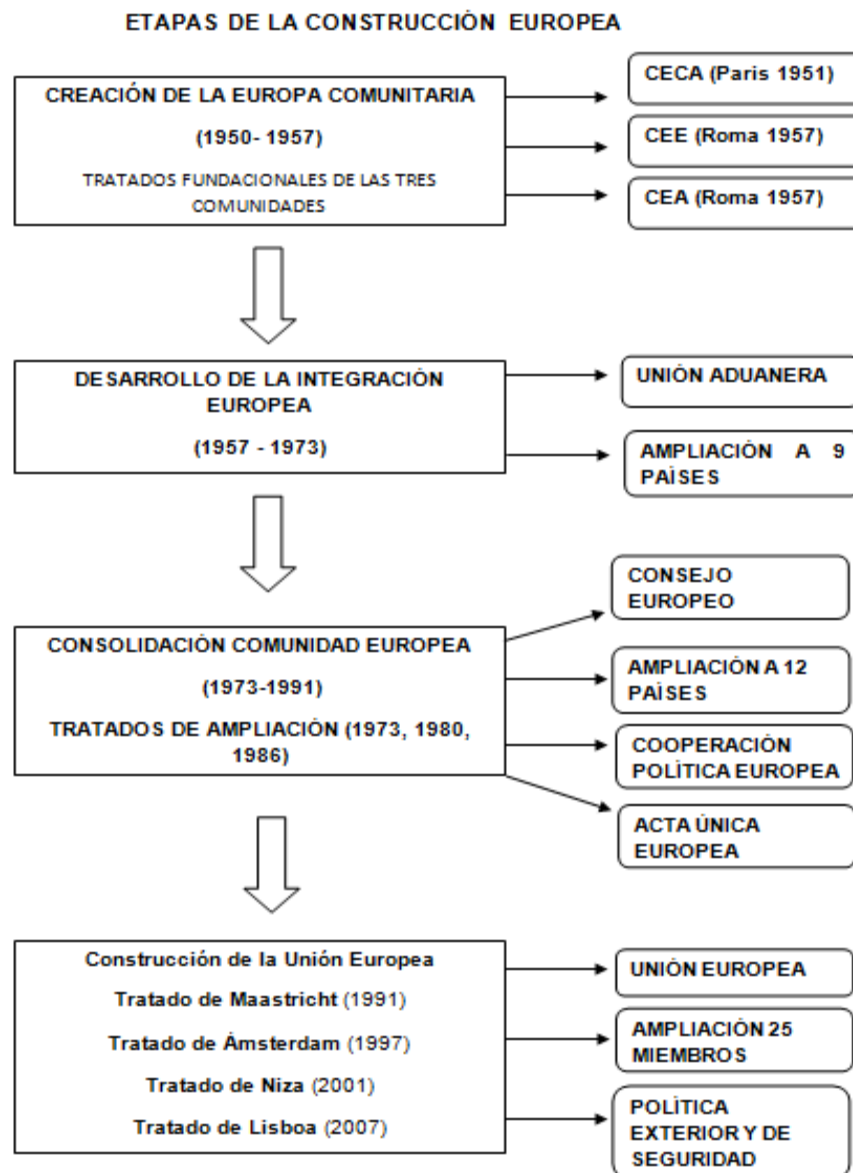 ETAPAS DE LA CONSTRUCCIÓN EUROPEA
CREACIÓN DE LA EUROPA COMUNITARIA
(1950- 1957)
TRATADOS FUNDACIONALES DE LAS TRES
COMUNIDADES
CECA (Paris 1951)
CEE (Roma 1957)
CEA (Roma 1957)
DESARROLLO DE LA INTEGRACIÓN
EUROPEA
(1957 - 1973)
UNIÓN ADUANERA
AMPLIACIÓN A 9
PAÍSES
CONSOLIDACIÓN COMUNIDAD EUROPEA
(1973-1991)
TRATADOS DE AMPLIACIÓN (1973, 1980,
1986)
CONSEJO
EUROPEO
AMPLIACIÓN A 12
PAÍSES
COOPERACIÓN
POLÍTICA EUROPEA
ACTA ÚNICA
EUROPEA
Construcción de la Unión Europea
Tratado de Maastricht (1991)
Tratado de Ámsterdam (1997)
Tratado de Niza (2001)
Tratado de Lisboa (2007)
UNIÓN EUROPEA
AMPLIACIÓN 25
MIEMBROS
POLÍTICA
EXTERIOR Y DE
SEGURIDAD